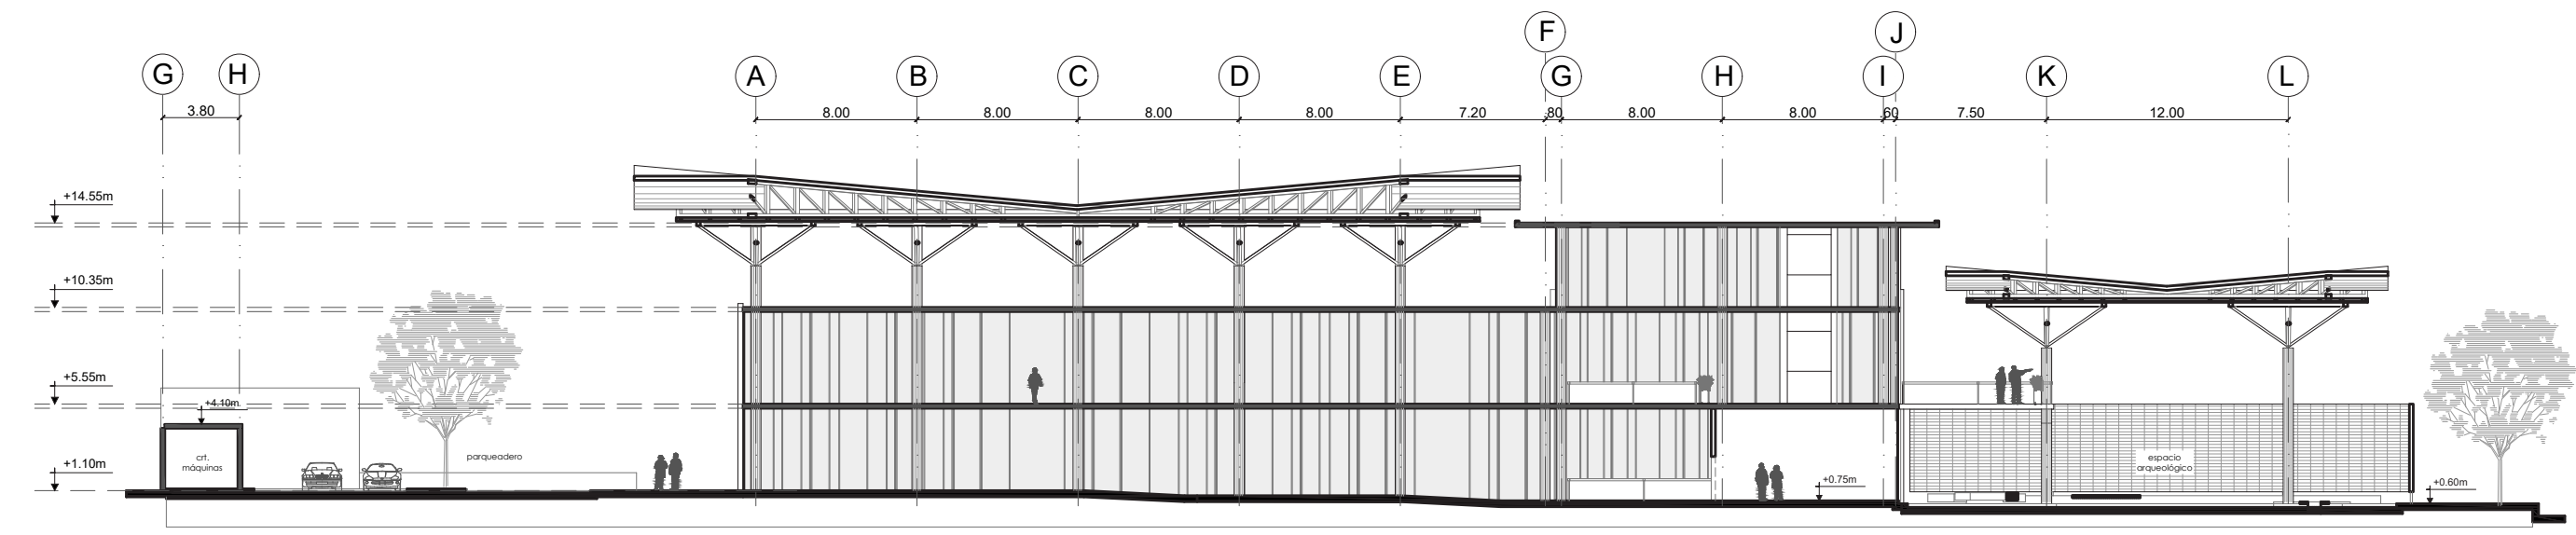 F J
G H A B C D E G H I K L
3.80 8.00 8.00 8.00 8.00 7.20 .80 8.00 8.00 .60 7.50 12.00
+14.55m
+10.35m
+5.55m
+4.10m
crt.
máquinas
parqueadero
espacio
arqueológico
+1.10m
+0.75m
+0.60m